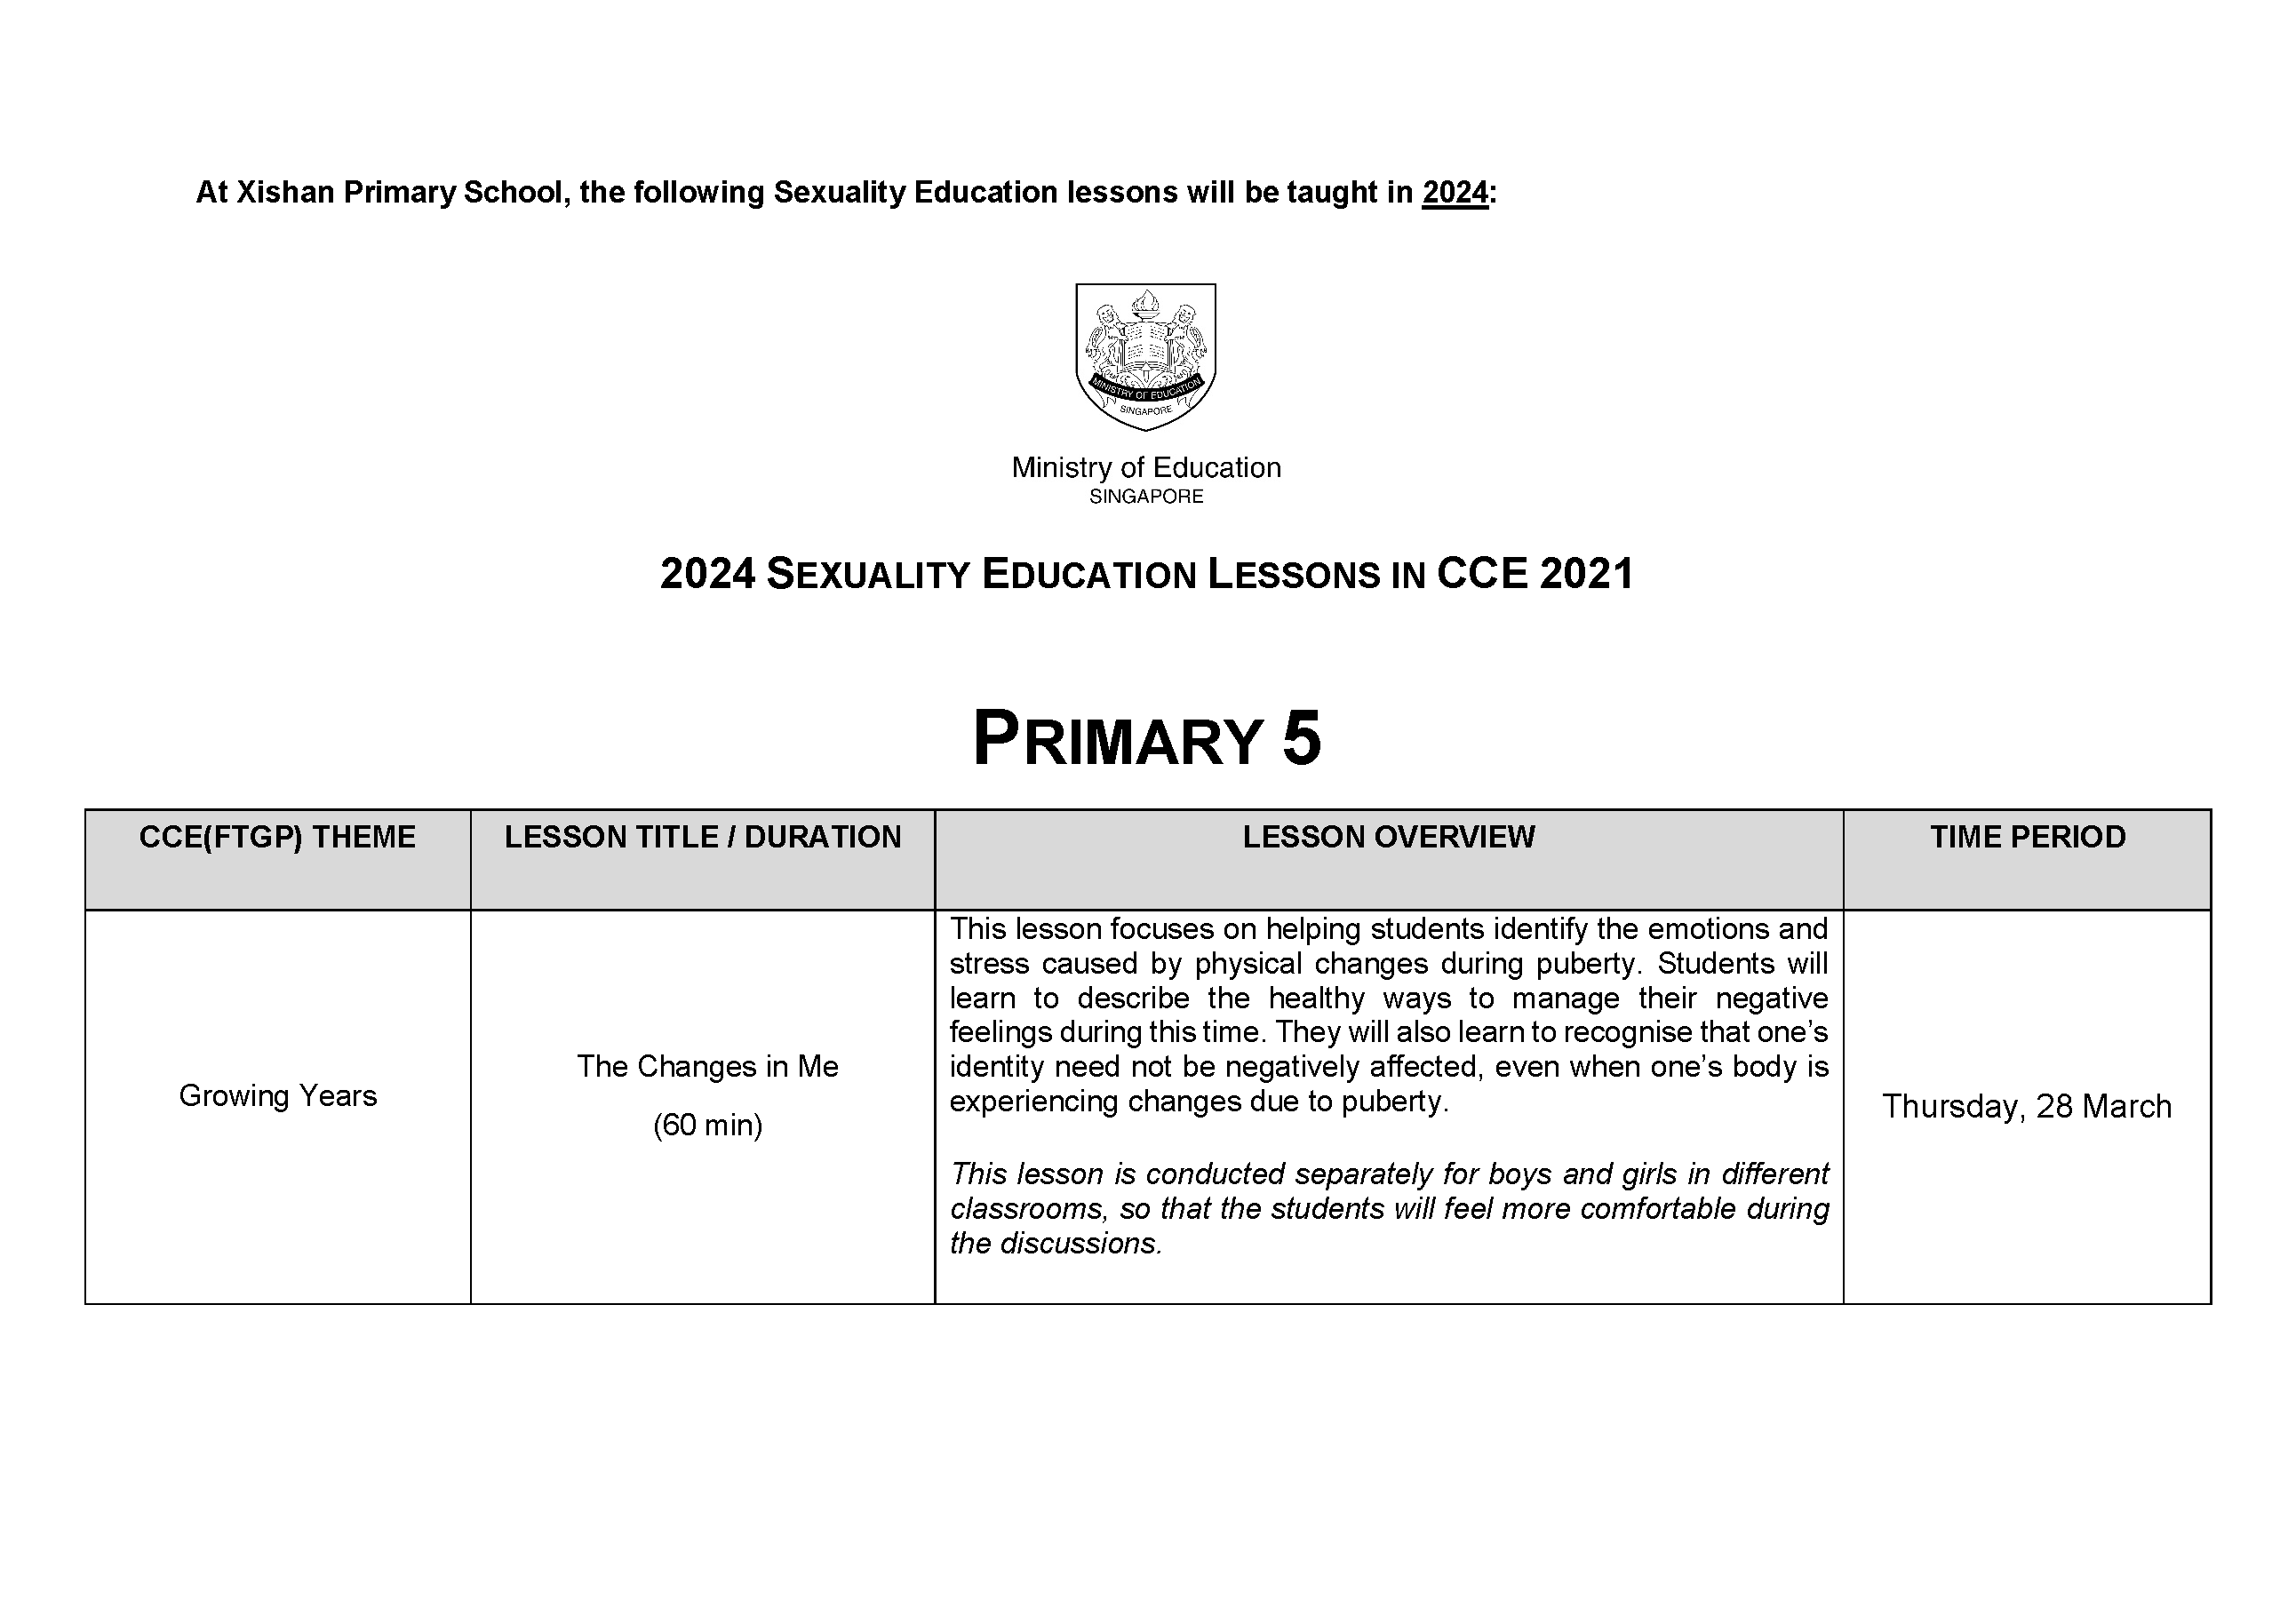 At Xishan Primary School, the following Sexuality Education lessons will be taught in 2024:
MINISTRY OF EDUCATION
SINGAPORE
Ministry of Education
SINGAPORE
2024 SEXUALITY EDUCATION LESSONS IN CCE 2021
PRIMARY 5
CCE(FTGP) THEME
LESSON TITLE / DURATION
LESSON OVERVIEW
TIME PERIOD
Growing Years
The Changes in Me
(60 min)
This lesson focuses on helping students identify the emotions and
stress caused by physical changes during puberty. Students will
learn to describe the healthy ways to manage their negative
feelings during this time. They will also learn to recognise that one’s
identity need not be negatively affected, even when one’s body is
experiencing changes due to puberty.
This lesson is conducted separately for boys and girls in different
classrooms, so that the students will feel more comfortable during
the discussions.
Thursday, 28 March